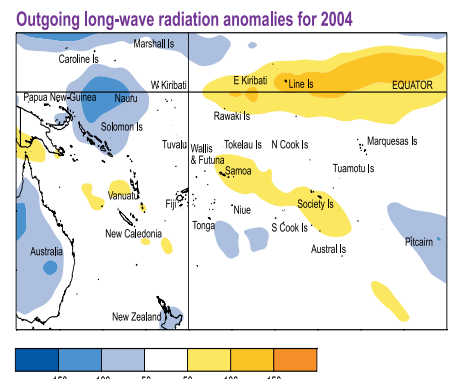 Outgoing long-wave radiation anomalies for 2004
Marshall Is
Caroline Is
W Kiribati
E Kiribati
Line Is
EQUATOR
Papua New-Guinea
Nauru
Rawaki Is
Solomon Is
Tuvalu
Wallis
& Futuna
Tokelau Is
N Cook Is
Marquesas Is
Samoa
Tuamotu Is
Vanuatu
Fiji
Niue
Society Is
New Caledonia
Tonga
S Cook Is
Pitcairn
Australia
Austral Is
New Zealand